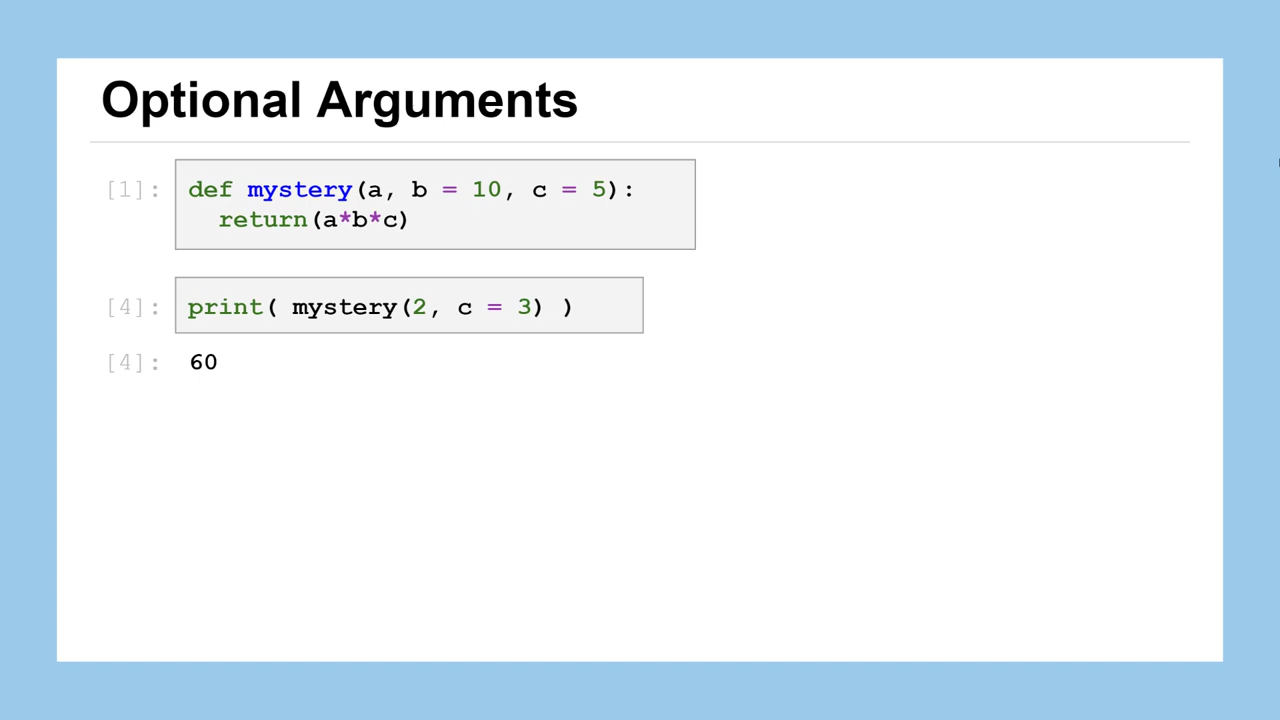 Optional Arguments
[1]: def mystery(a, b = 10, c = 5):
return(a*b*c)
[4]: print( mystery(2, c = 3) )
[4]: 60